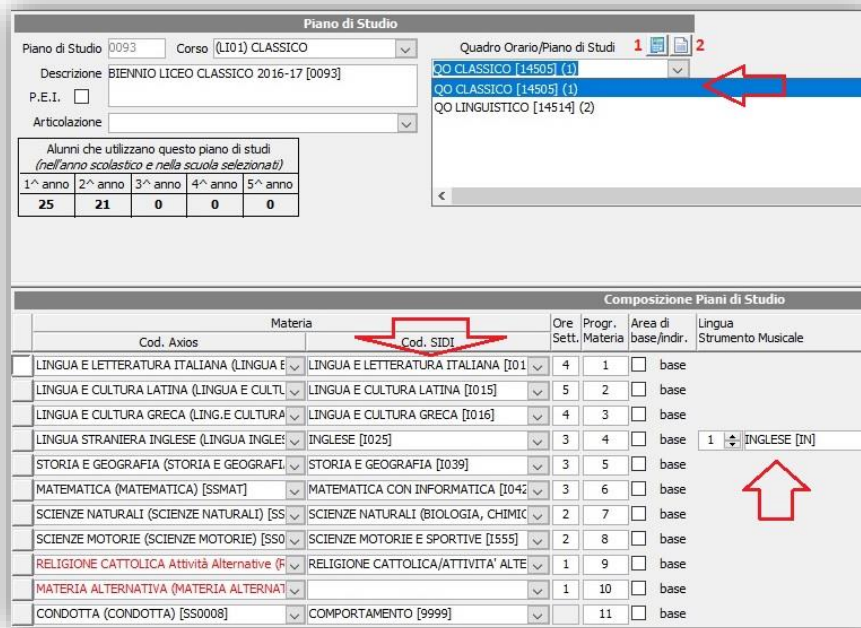 Piano di Studio
Piano di Studio 0093 Corso (LI01) CLASSICO
Quadro Orario/Piano di Studi 1 2
Descrizione BIENNIO LICEO CLASSICO 2016-17 [0093]
QO CLASSICO [14505] (1)
P.E.I.
QO CLASSICO [14505] (1)
QO LINGUISTICO [14514] (2)
Articolazione
Alunni che utilizzano questo piano di studi
(nell'anno scolastico e nella scuola selezionati)
1^ anno 2^ anno 3^ anno 4^ anno 5^ anno
25 21 0 0 0
Composizione Piani di Studio
Materia Ore Sett. Progr. Materia Area di base/indir. Lingua Strumento Musicale
Cod. Axios Cod. SIDI
LINGUA E LETTERATURA ITALIANA (LINGUA E LINGUA E LETTERATURA ITALIANA [I01 4 1 base
LINGUA E CULTURA LATINA (LINGUA E CULTU LINGUA E CULTURA LATINA [I015] 5 2 base
LINGUA E CULTURA GRECA (LING.E CULTURA LINGUA E CULTURA GRECA [I016] 4 3 base
LINGUA STRANIERA INGLESE (LINGUA INGLES INGLESE [I025] 3 4 base 1 INGLESE [IN]
STORIA E GEOGRAFIA (STORIA E GEOGRAFI STORIA E GEOGRAFIA [I039] 3 5 base
MATEMATICA (MATEMATICA) [SSMAT] MATEMATICA CON INFORMATICA [I042 3 6 base
SCIENZE NATURALI (SCIENZE NATURALI) [SS SCIENZE NATURALI (BIOLOGIA, CHIMIC 2 7 base
SCIENZE MOTORIE (SCIENZE MOTORIE) [SS0 SCIENZE MOTORIE E SPORTIVE [I555] 2 8 base
RELIGIONE CATTOLICA Attività Alternative (R RELIGIONE CATTOLICA/ATTIVITA' ALTE 1 9 base
MATERIA ALTERNATIVA (MATERIA ALTERNAT 1 10 base
CONDOTTA (CONDOTTA) [SS0008] COMPORTAMENTO [9999] 11 base